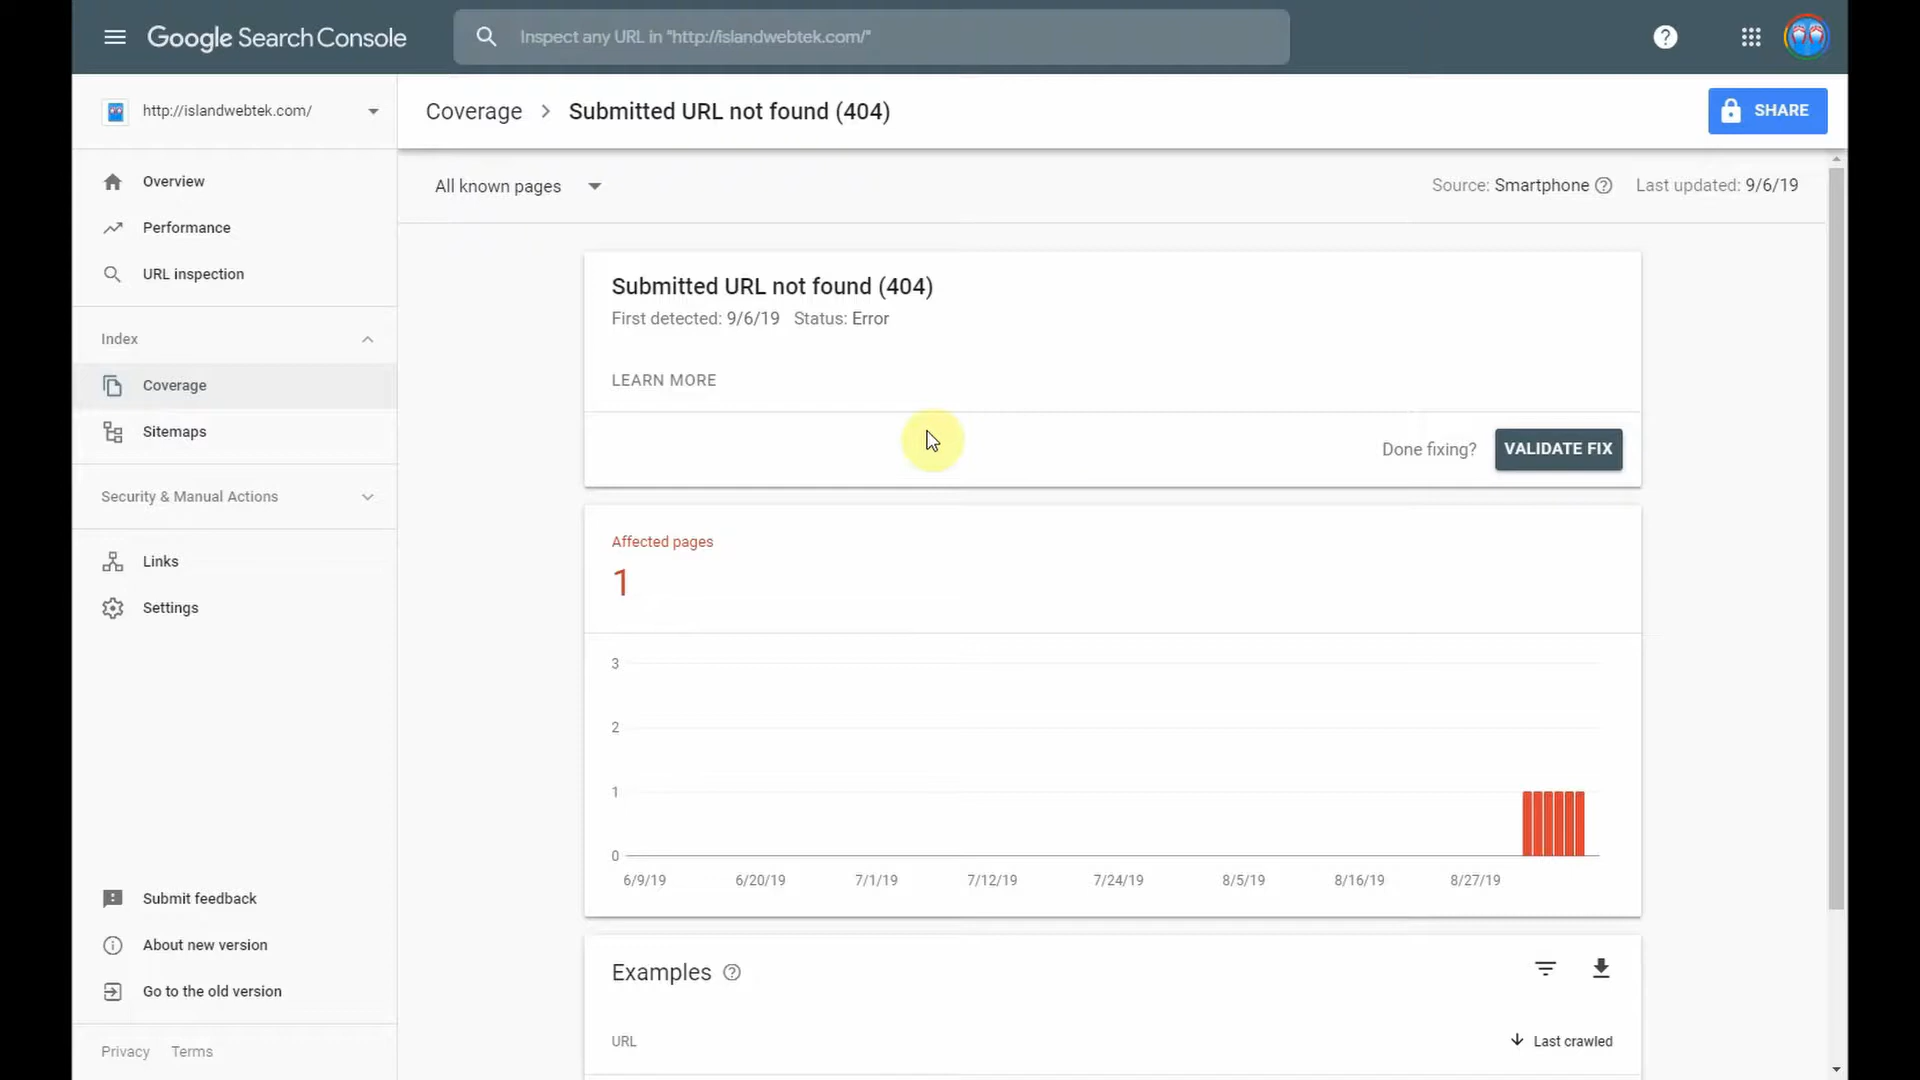 Google Search Console
Inspect any URL in "http://islandwebtek.com/"
http://islandwebtek.com/
Coverage
Submitted URL not found (404)
SHARE
Overview
Performance
URL inspection
Index
Coverage
Sitemaps
Security & Manual Actions
Links
Settings
Submit feedback
About new version
Go to the old version
Privacy Terms
All known pages
Source: Smartphone
Last updated: 9/6/19
Submitted URL not found (404)
First detected: 9/6/19 Status: Error
LEARN MORE
Done fixing?
VALIDATE FIX
Affected pages
1
3
2
1
0
6/9/19 6/20/19 7/1/19 7/12/19 7/24/19 8/5/19 8/16/19 8/27/19
Examples
URL
Last crawled